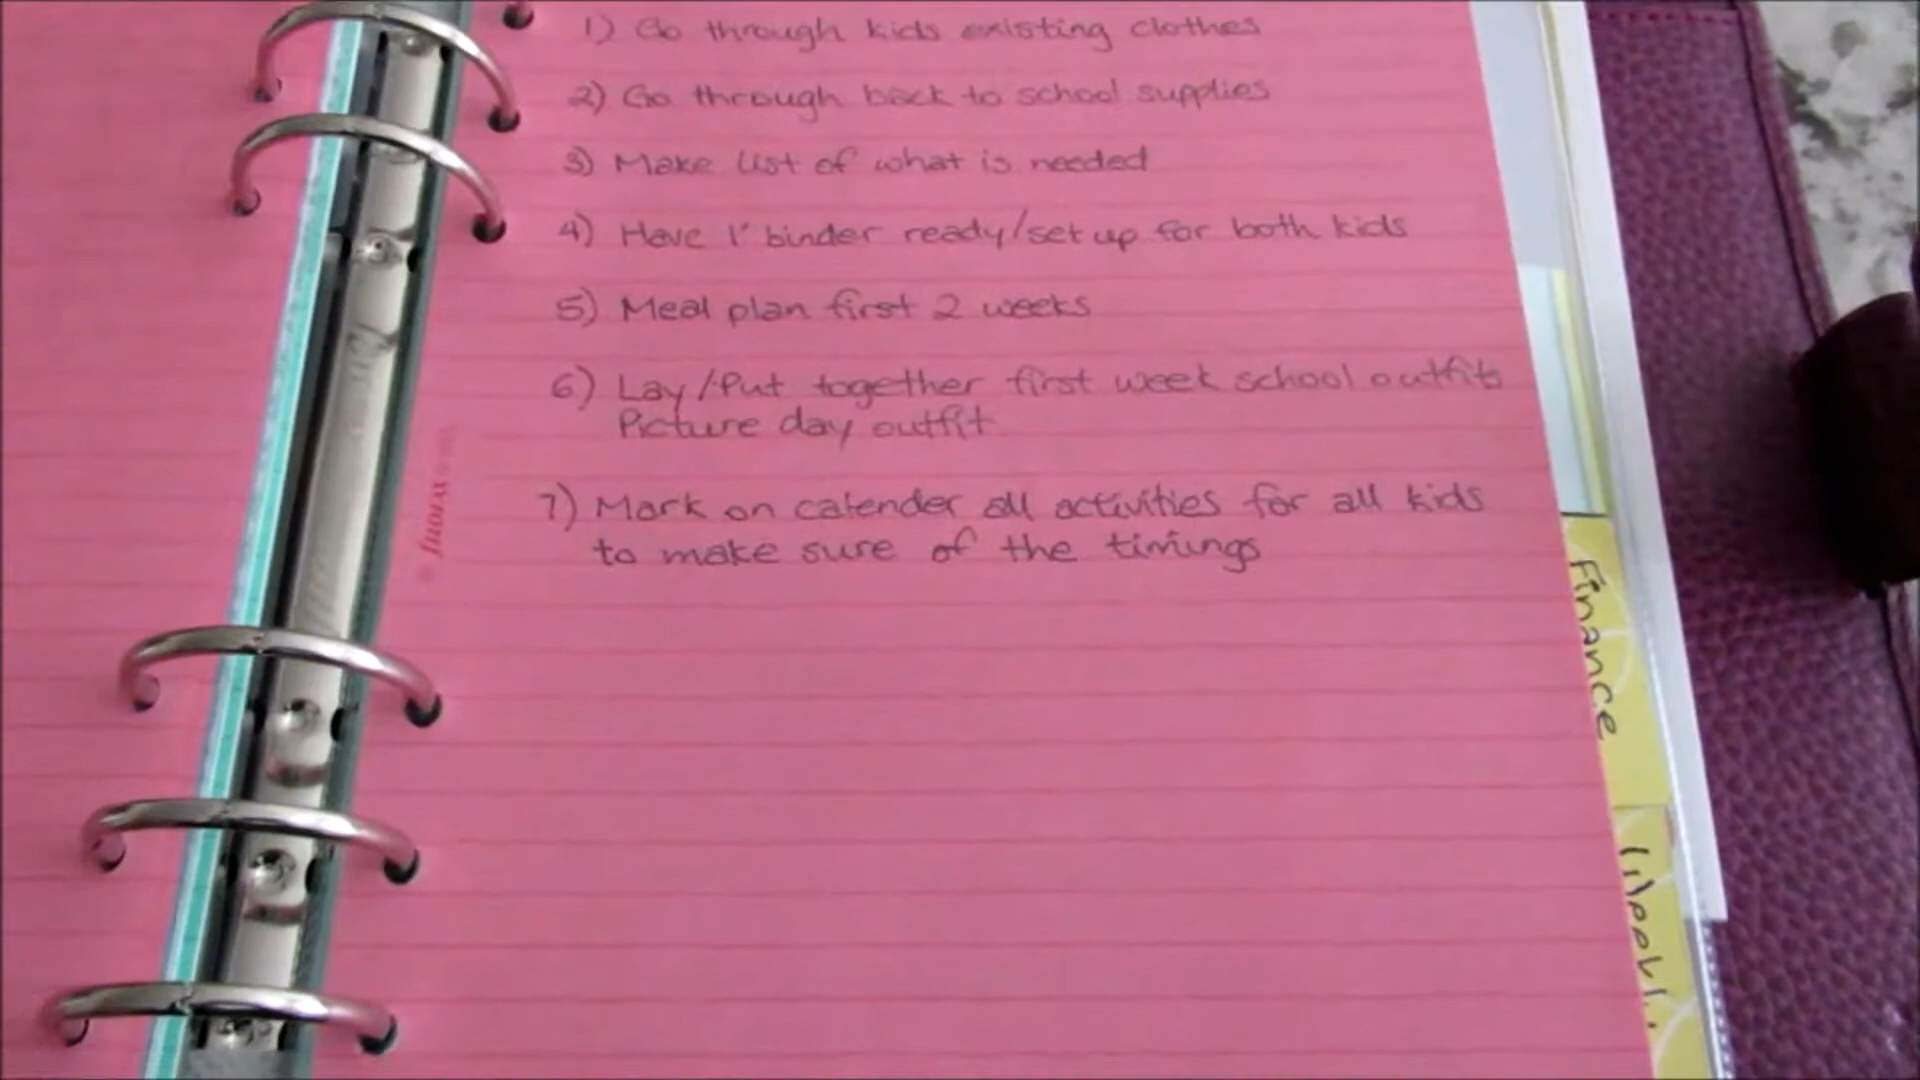 1) Go through kids existing clothes
2) Go through back to school supplies
3) Make list of what is needed
4) Have 1" binder ready/set up for both kids
5) Meal plan first 2 weeks
6) Lay/Put together first week school outfits
Picture day outfit
7) Mark on calender all activities for all kids
to make sure of the timings
Finance